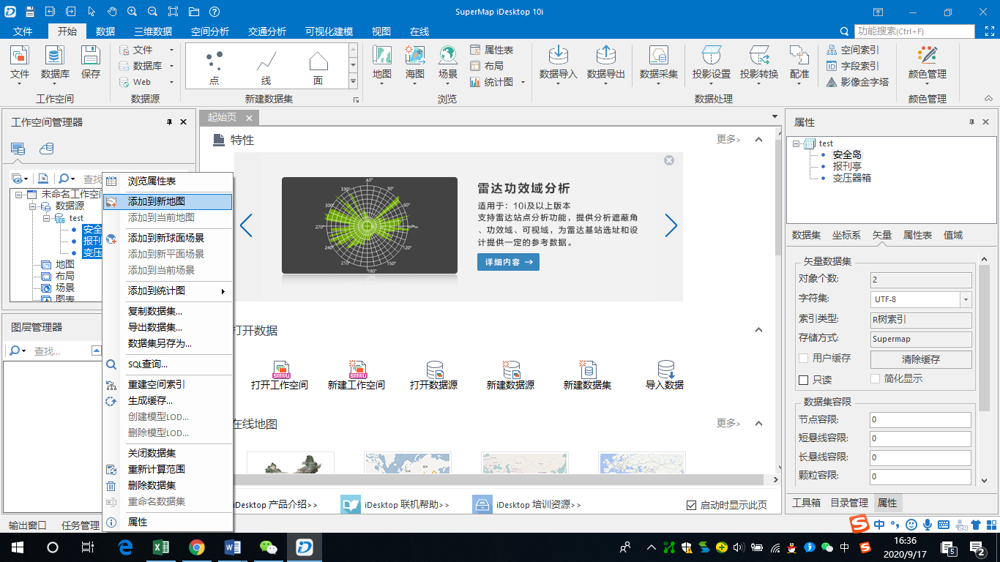 SuperMap iDesktop 10i
文件 开始 数据 三维数据 空间分析 交通分析 可视化建模 视图 在线
功能搜索(Ctrl+F)
文件 数据库 保存
工作空间
文件
数据库
Web
数据源
点 线 面
新建数据集
地图 海图 场景
属性表
布局
统计图
浏览
数据导入 数据导出 数据采集 投影设置 投影转换 配准
空间索引
字段索引
影像金字塔
数据处理
颜色管理
颜色管理
工作空间管理器
查找
未命名工作空间
数据源
test
安全
报刊
变压
地图
布局
场景
图表
图层管理器
查找...
输出窗口 任务管理
浏览属性表
添加到新地图
添加到当前地图
添加到新球面场景
添加到新平面场景
添加到当前场景
添加到统计图
复制数据集...
导出数据集...
数据集另存为...
SQL查询...
重建空间索引
生成缓存...
创建模型LOD...
删除模型LOD...
关闭数据集
重新计算范围
删除数据集
重命名数据集
属性
起始页
特性
更多>
0°
30°
60°
90°
120°
150°
180°
210°
240°
270°
300°
330°
雷达功效域分析
适用于: 10i及以上版本
支持雷达站点分析功能，提供分析遮蔽角
、功效域、可视域，为雷达基站选址和设
计提供一定的参考数据。
详细内容 →
打开数据
打开工作空间 新建工作空间 打开数据源 新建数据源 新建数据集 导入数据
SMWU SMWU
在线地图
更多>
iDesktop 产品介绍>>
iDesktop 联机帮助>>
iDesktop 培训资源>>
启动时显示此页
属性
test
安全岛
报刊亭
变压器箱
数据集 坐标系 矢量 属性表 值域
矢量数据集
对象个数: 2
字符集: UTF-8
索引类型: R树索引
存储方式: Supermap
用户缓存 清除缓存
只读 简化显示
数据集容限
节点容限: 0
短悬线容限: 0
长悬线容限: 0
颗粒容限: 0
工具箱 目录管理 属性
中
中
16:36
2020/9/17
5
2